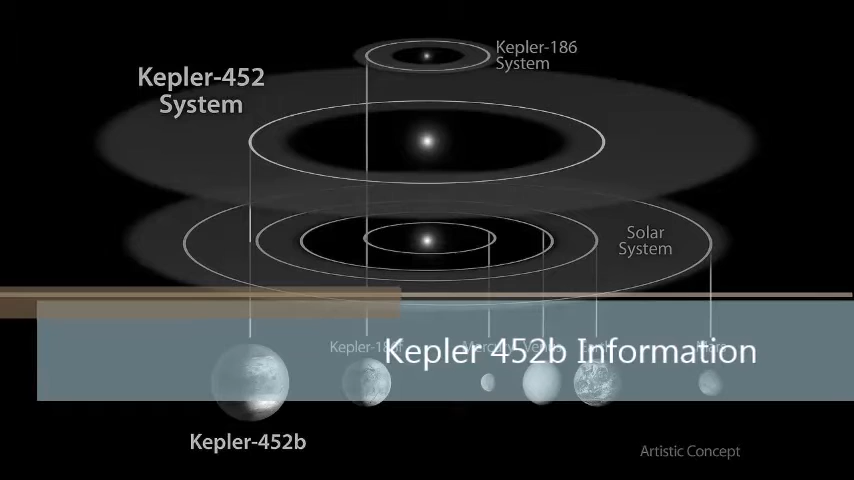 Kepler-186
System
Kepler-452
System
Solar
System
Kepler 452b Information
Kepler-452b
Artistic Concept